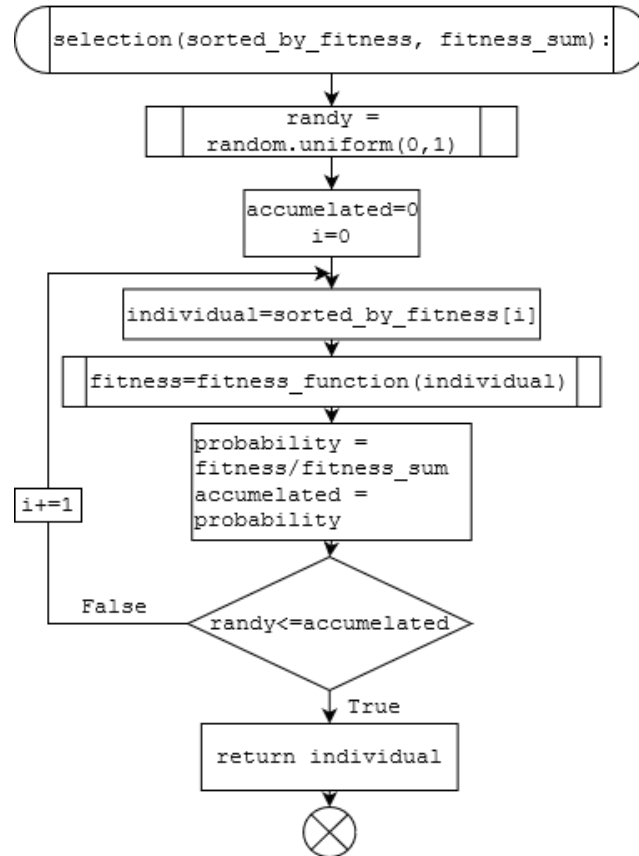 selection(sorted_by_fitness, fitness_sum):
randy =
random.uniform(0,1)
accumelated=0
i=0
individual=sorted_by_fitness[i]
fitness=fitness_function(individual)
probability =
fitness/fitness_sum
accumelated =
probability
i+=1
False
randy<=accumelated
True
return individual